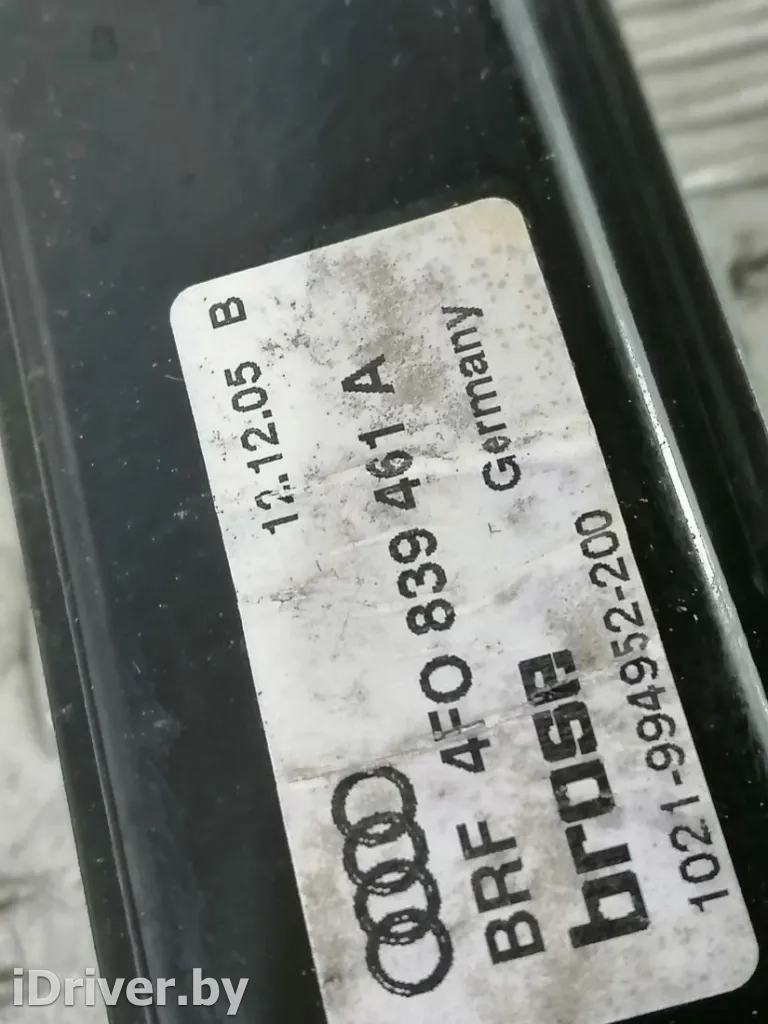 12.12.05 B
BRF 4F0 839 461 A
Germany
brose
1021-994952-200
iDriver.by